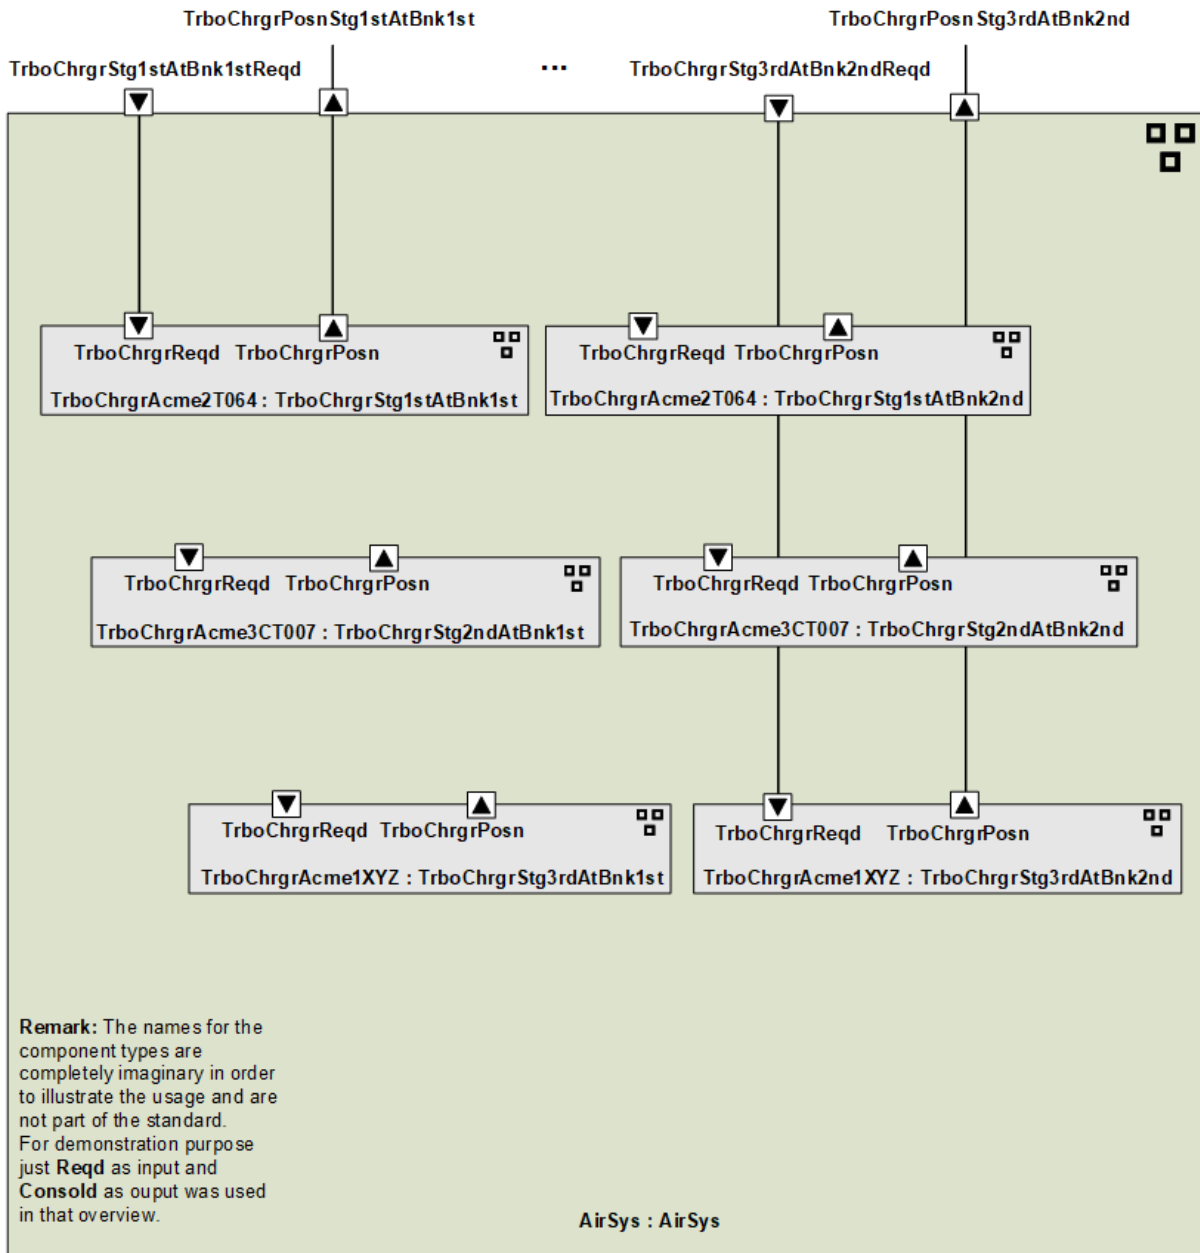 TrboChrgrPosnStg1stAtBnk1st
TrboChrgrPosnStg3rdAtBnk2nd
TrboChrgrStg1stAtBnk1stReqd
...
TrboChrgrStg3rdAtBnk2ndReqd
TrboChrgrReqd TrboChrgrPosn
TrboChrgrAcme2T064 : TrboChrgrStg1stAtBnk1st
TrboChrgrReqd TrboChrgrPosn
TrboChrgrAcme2T064 : TrboChrgrStg1stAtBnk2nd
TrboChrgrReqd TrboChrgrPosn
TrboChrgrAcme3CT007 : TrboChrgrStg2ndAtBnk1st
TrboChrgrReqd TrboChrgrPosn
TrboChrgrAcme3CT007 : TrboChrgrStg2ndAtBnk2nd
TrboChrgrReqd TrboChrgrPosn
TrboChrgrAcme1XYZ : TrboChrgrStg3rdAtBnk1st
TrboChrgrReqd TrboChrgrPosn
TrboChrgrAcme1XYZ : TrboChrgrStg3rdAtBnk2nd
Remark: The names for the
component types are
completely imaginary in order
to illustrate the usage and are
not part of the standard.
For demonstration purpose
just Reqd as input and
Consold as ouput was used
in that overview.
AirSys : AirSys